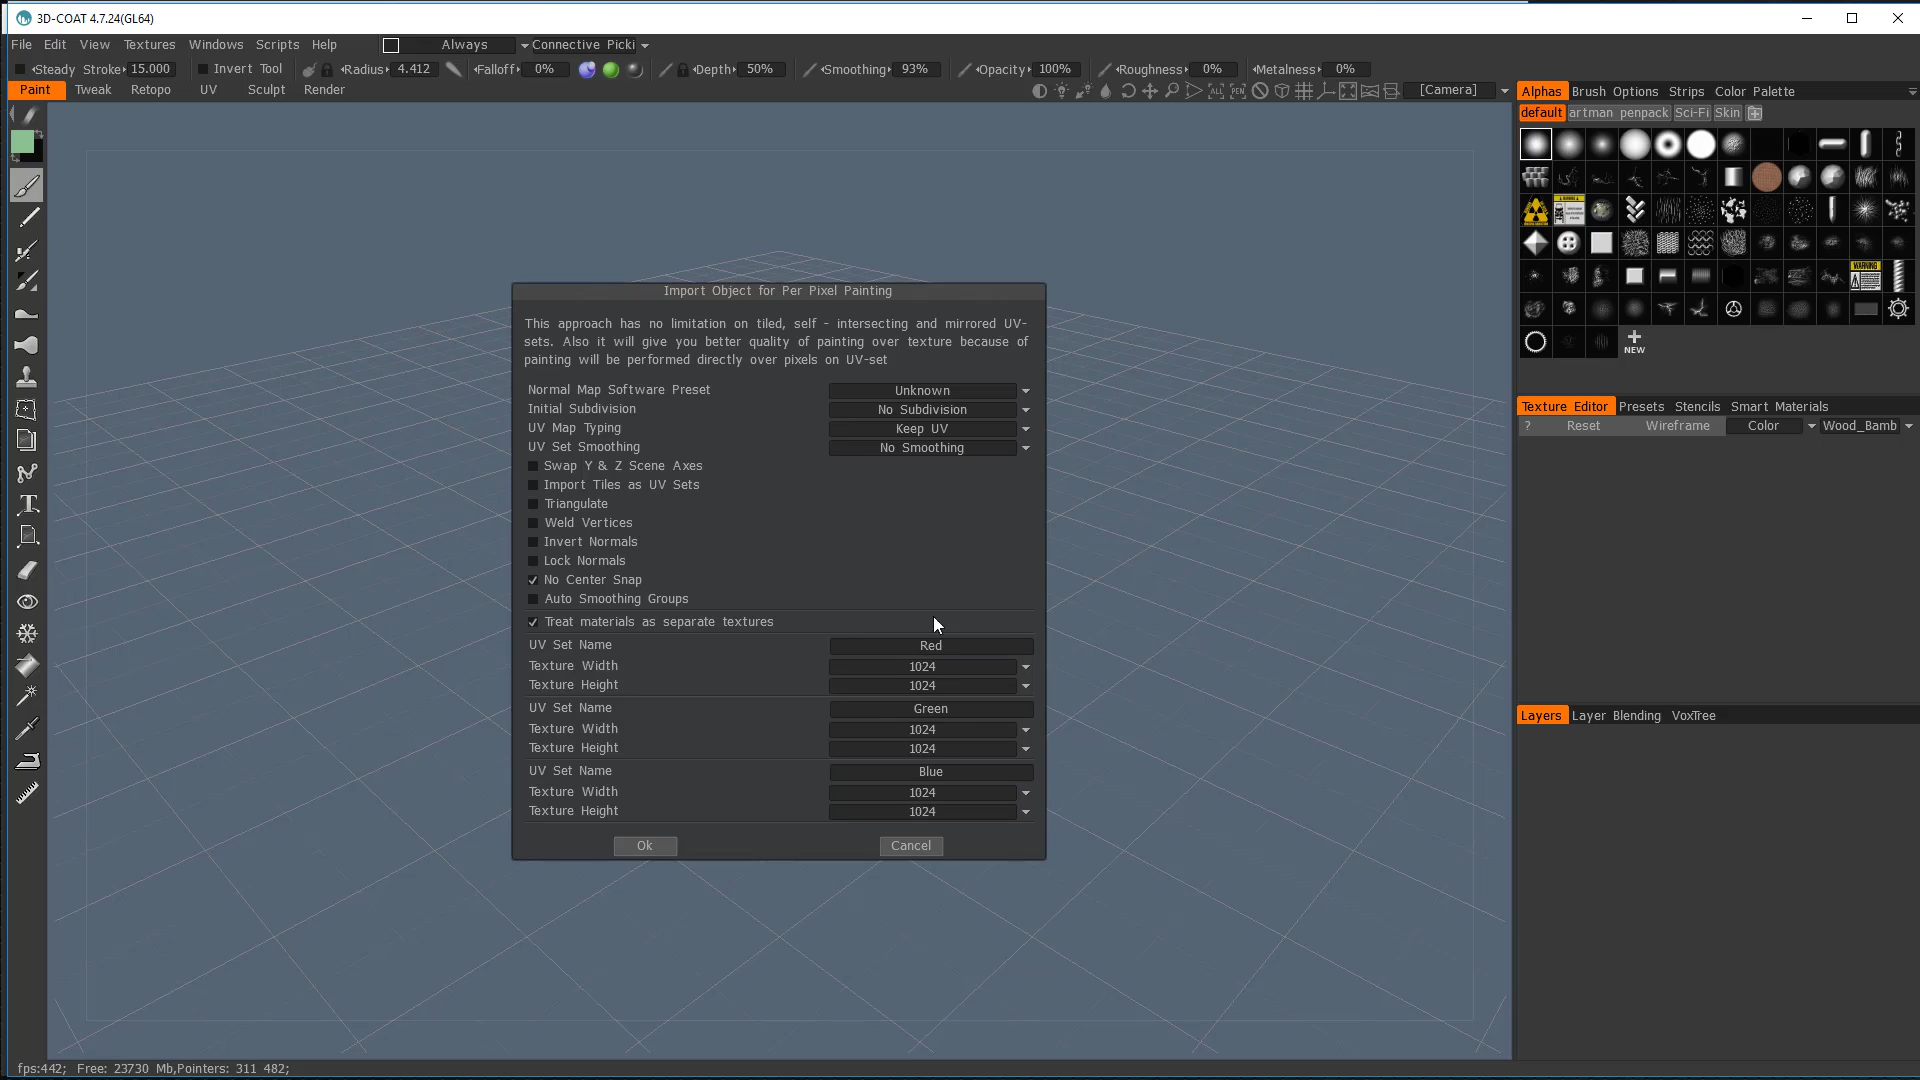 3D-COAT 4.7.24(GL64)
File Edit View Textures Windows Scripts Help Always Connective Picki
Steady Stroke 15.000 Invert Tool Radius 4.412 Falloff 0% Depth 50% Smoothing 93% Opacity 100% Roughness 0% Metalness 0%
Paint Tweak Retopo UV Sculpt Render ALL PEN [Camera]
Alphas Brush Options Strips Color Palette
default artman penpack Sci-Fi Skin
WARNING
NEW
Import Object for Per Pixel Painting
This approach has no limitation on tiled, self - intersecting and mirrored UV-
sets. Also it will give you better quality of painting over texture because of
painting will be performed directly over pixels on UV-set
Normal Map Software Preset Unknown
Initial Subdivision No Subdivision
UV Map Typing Keep UV
UV Set Smoothing No Smoothing
Swap Y & Z Scene Axes
Import Tiles as UV Sets
Triangulate
Weld Vertices
Invert Normals
Lock Normals
No Center Snap
Auto Smoothing Groups
Treat materials as separate textures
UV Set Name Red
Texture Width 1024
Texture Height 1024
UV Set Name Green
Texture Width 1024
Texture Height 1024
UV Set Name Blue
Texture Width 1024
Texture Height 1024
Ok Cancel
Texture Editor Presets Stencils Smart Materials
? Reset Wireframe Color Wood_Bamb
Layers Layer Blending VoxTree
fps:442; Free: 23730 Mb,Pointers: 311 482;